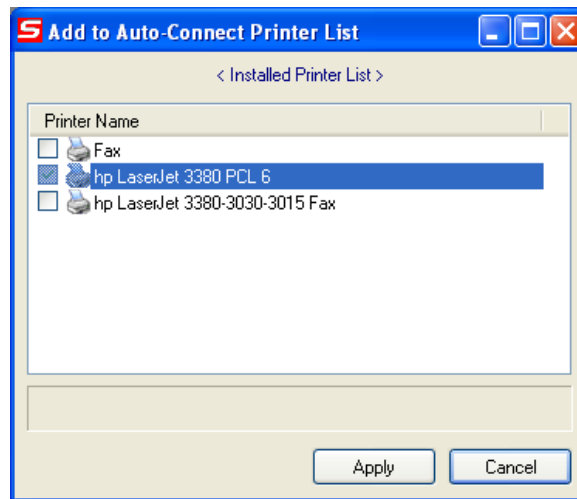 S Add to Auto-Connect Printer List
< Installed Printer List >
Printer Name
Fax
hp LaserJet 3380 PCL 6
hp LaserJet 3380-3030-3015 Fax
Apply Cancel